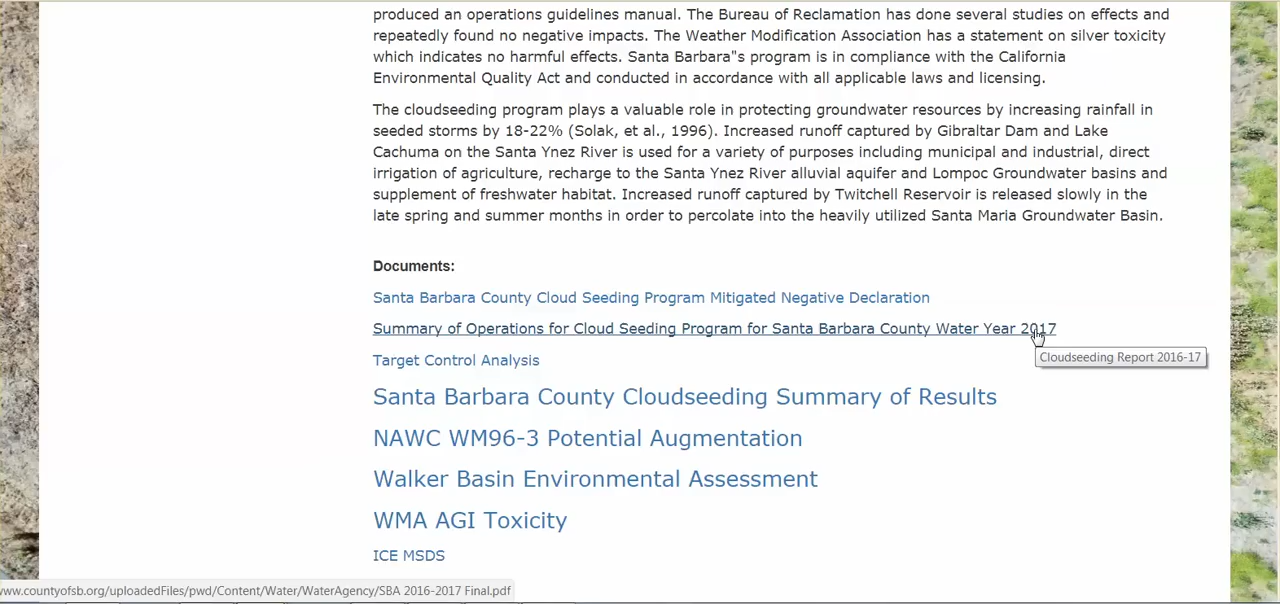 produced an operations guidelines manual. The Bureau of Reclamation has done several studies on effects and
repeatedly found no negative impacts. The Weather Modification Association has a statement on silver toxicity
which indicates no harmful effects. Santa Barbara"s program is in compliance with the California
Environmental Quality Act and conducted in accordance with all applicable laws and licensing.
The cloudseeding program plays a valuable role in protecting groundwater resources by increasing rainfall in
seeded storms by 18-22% (Solak, et al., 1996). Increased runoff captured by Gibraltar Dam and Lake
Cachuma on the Santa Ynez River is used for a variety of purposes including municipal and industrial, direct
irrigation of agriculture, recharge to the Santa Ynez River alluvial aquifer and Lompoc Groundwater basins and
supplement of freshwater habitat. Increased runoff captured by Twitchell Reservoir is released slowly in the
late spring and summer months in order to percolate into the heavily utilized Santa Maria Groundwater Basin.
Documents:
Santa Barbara County Cloud Seeding Program Mitigated Negative Declaration
Summary of Operations for Cloud Seeding Program for Santa Barbara County Water Year 2017
Cloudseeding Report 2016-17
Target Control Analysis
Santa Barbara County Cloudseeding Summary of Results
NAWC WM96-3 Potential Augmentation
Walker Basin Environmental Assessment
WMA AGI Toxicity
ICE MSDS
www.countyofsb.org/uploadedFiles/pwd/Content/Water/WaterAgency/SBA 2016-2017 Final.pdf